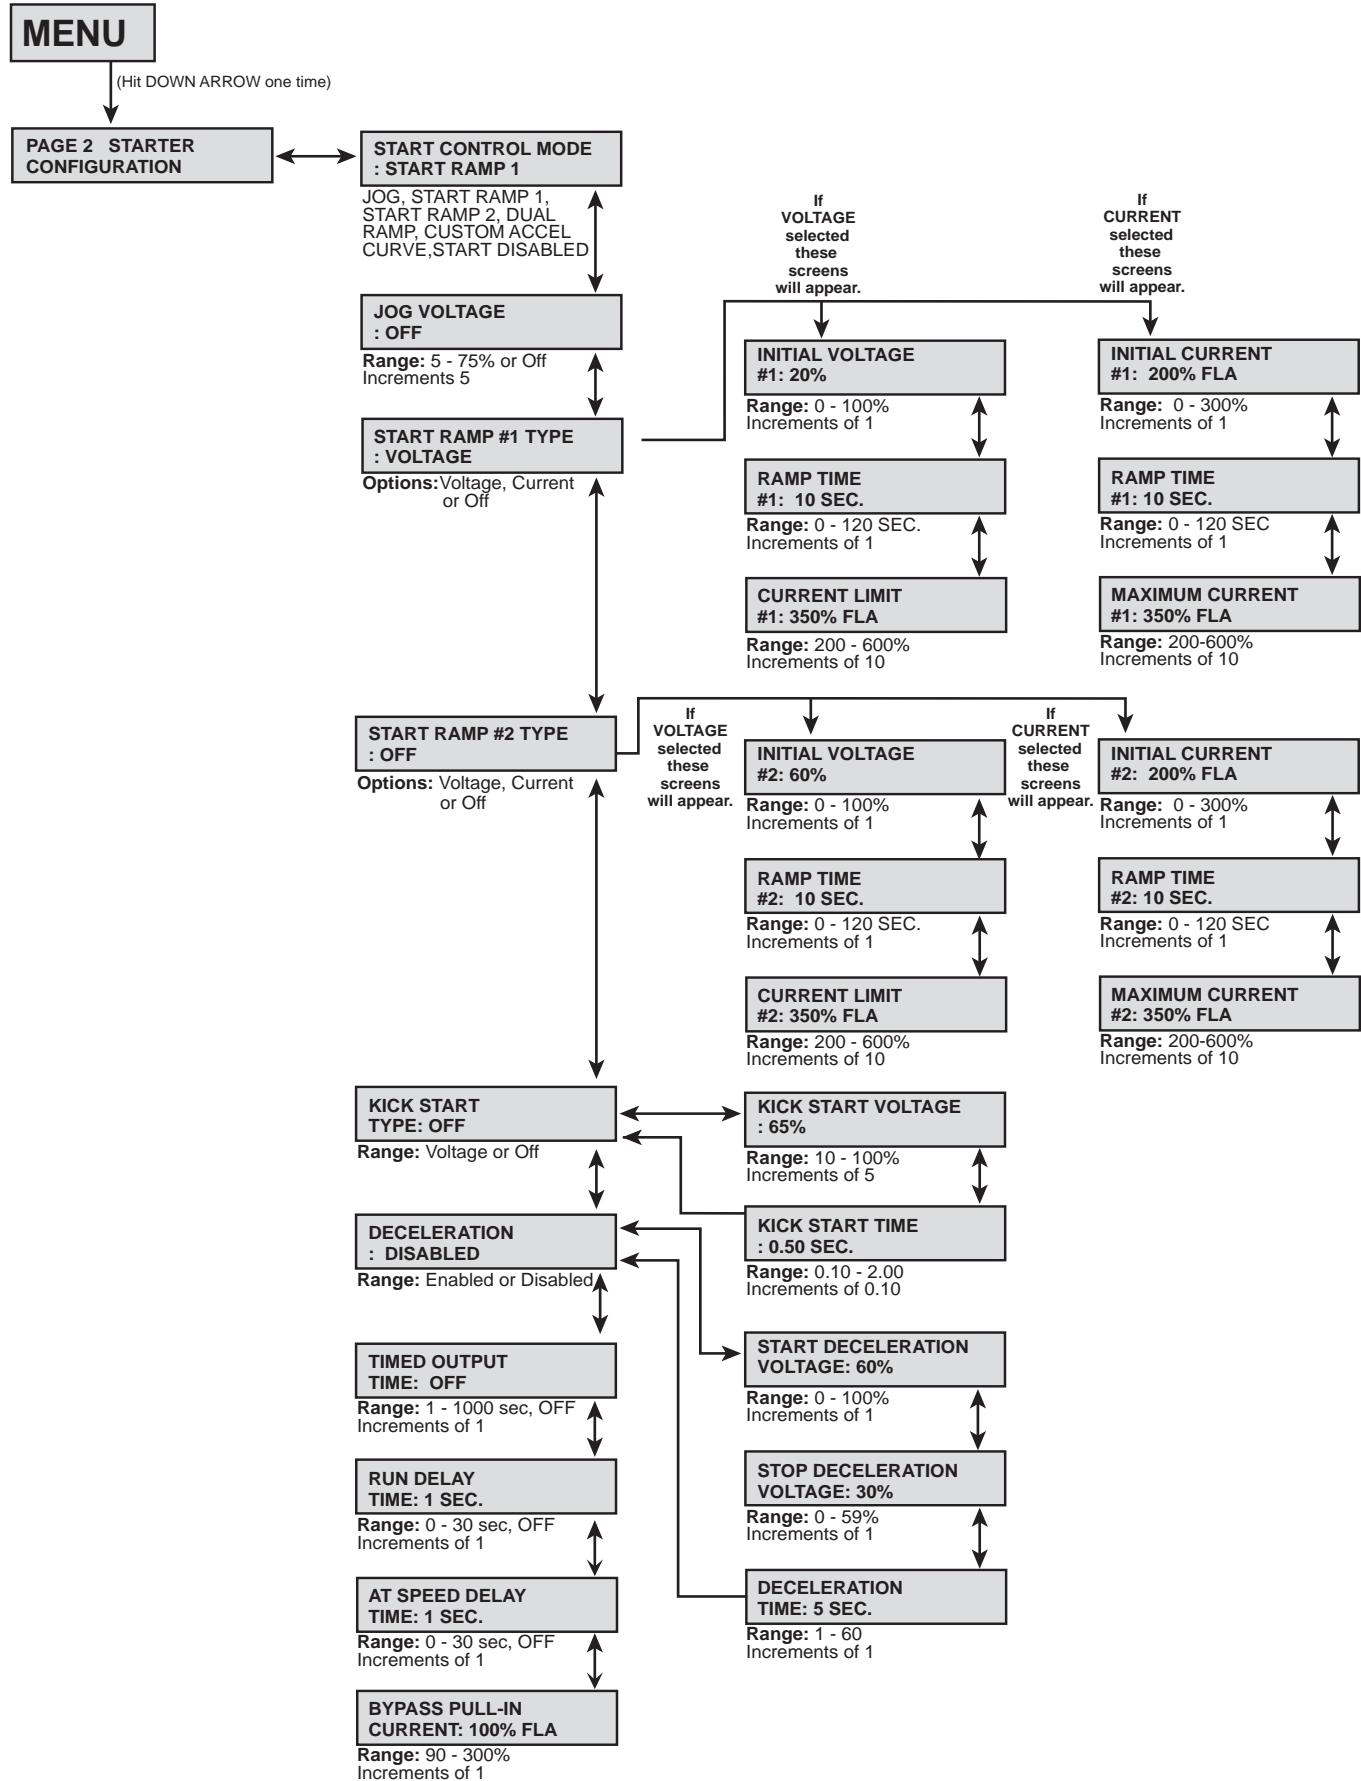 MENU
(Hit DOWN ARROW one time)
PAGE 2 STARTER
CONFIGURATION
START CONTROL MODE
: START RAMP 1
JOG, START RAMP 1,
START RAMP 2, DUAL
RAMP, CUSTOM ACCEL
CURVE,START DISABLED
JOG VOLTAGE
: OFF
Range: 5 - 75% or Off
Increments 5
START RAMP #1 TYPE
: VOLTAGE
Options:Voltage, Current
or Off
If
VOLTAGE
selected
these
screens
will appear.
INITIAL VOLTAGE
#1: 20%
Range: 0 - 100%
Increments of 1
RAMP TIME
#1: 10 SEC.
Range: 0 - 120 SEC.
Increments of 1
CURRENT LIMIT
#1: 350% FLA
Range: 200 - 600%
Increments of 10
If
CURRENT
selected
these
screens
will appear.
INITIAL CURRENT
#1: 200% FLA
Range: 0 - 300%
Increments of 1
RAMP TIME
#1: 10 SEC.
Range: 0 - 120 SEC
Increments of 1
MAXIMUM CURRENT
#1: 350% FLA
Range: 200-600%
Increments of 10
START RAMP #2 TYPE
: OFF
Options: Voltage, Current
or Off
If
VOLTAGE
selected
these
screens
will appear.
INITIAL VOLTAGE
#2: 60%
Range: 0 - 100%
Increments of 1
RAMP TIME
#2: 10 SEC.
Range: 0 - 120 SEC.
Increments of 1
CURRENT LIMIT
#2: 350% FLA
Range: 200 - 600%
Increments of 10
If
CURRENT
selected
these
screens
will appear.
INITIAL CURRENT
#2: 200% FLA
Range: 0 - 300%
Increments of 1
RAMP TIME
#2: 10 SEC.
Range: 0 - 120 SEC
Increments of 1
MAXIMUM CURRENT
#2: 350% FLA
Range: 200-600%
Increments of 10
KICK START
TYPE: OFF
Range: Voltage or Off
KICK START VOLTAGE
: 65%
Range: 10 - 100%
Increments of 5
KICK START TIME
: 0.50 SEC.
Range: 0.10 - 2.00
Increments of 0.10
DECELERATION
: DISABLED
Range: Enabled or Disabled
START DECELERATION
VOLTAGE: 60%
Range: 0 - 100%
Increments of 1
STOP DECELERATION
VOLTAGE: 30%
Range: 0 - 59%
Increments of 1
DECELERATION
TIME: 5 SEC.
Range: 1 - 60
Increments of 1
TIMED OUTPUT
TIME: OFF
Range: 1 - 1000 sec, OFF
Increments of 1
RUN DELAY
TIME: 1 SEC.
Range: 0 - 30 sec, OFF
Increments of 1
AT SPEED DELAY
TIME: 1 SEC.
Range: 0 - 30 sec, OFF
Increments of 1
BYPASS PULL-IN
CURRENT: 100% FLA
Range: 90 - 300%
Increments of 1